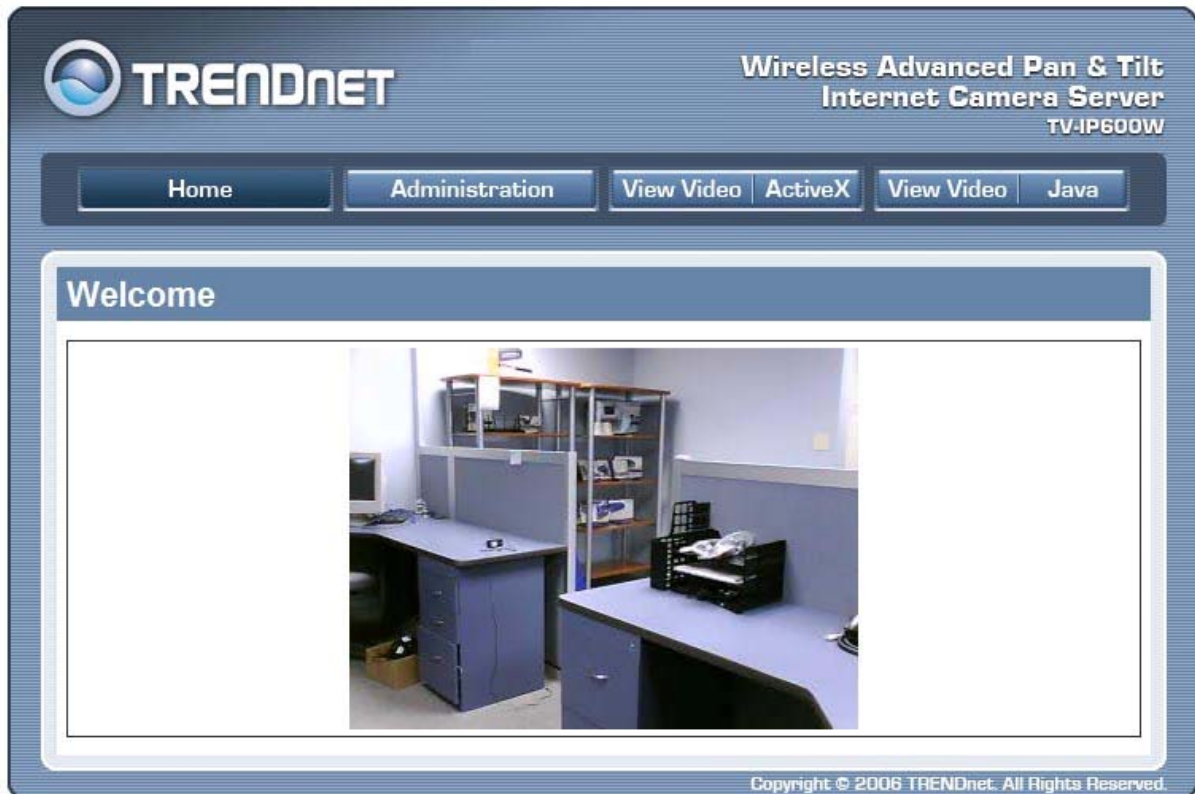 TRENDNET
Wireless Advanced Pan & Tilt
Internet Camera Server
TV-IP600W
Home
Administration
View Video ActiveX
View Video Java
Welcome
Copyright © 2006 TRENDnet. All Rights Reserved.